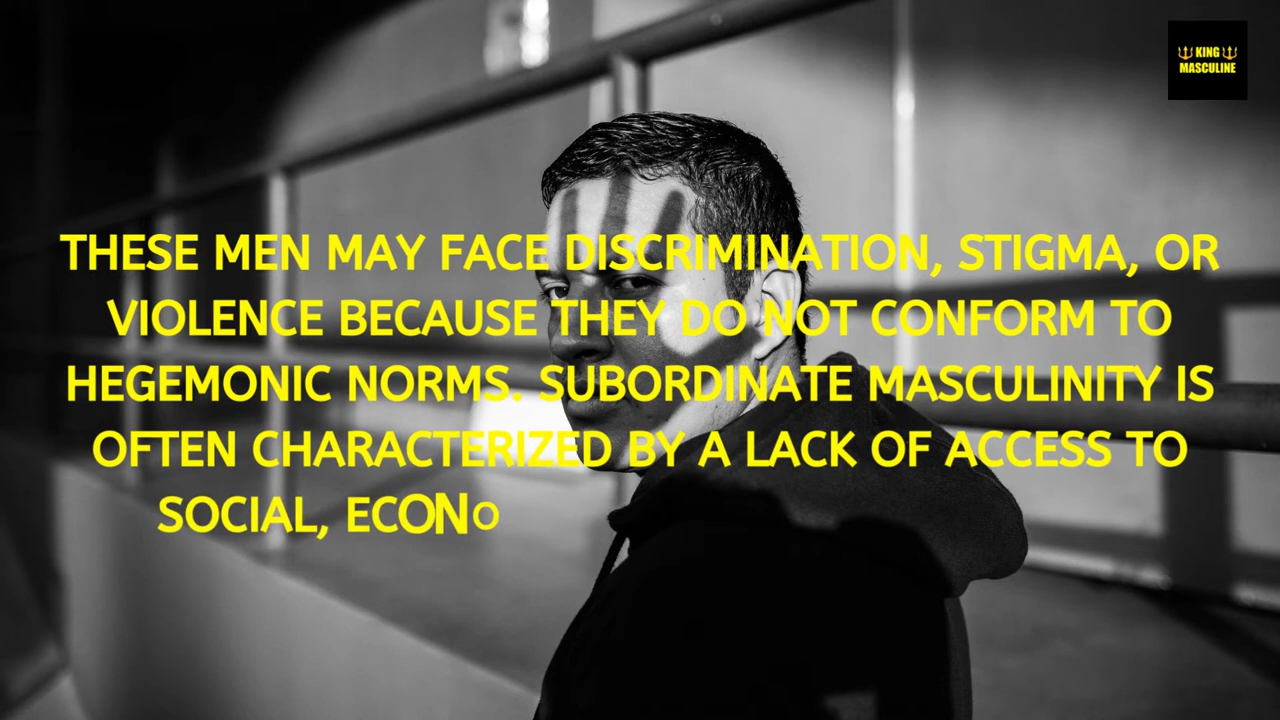 KING
MASCULINE
THESE MEN MAY FACE DISCRIMINATION, STIGMA, OR
VIOLENCE BECAUSE THEY DO NOT CONFORM TO
HEGEMONIC NORMS. SUBORDINATE MASCULINITY IS
OFTEN CHARACTERIZED BY A LACK OF ACCESS TO
SOCIAL, ECONO